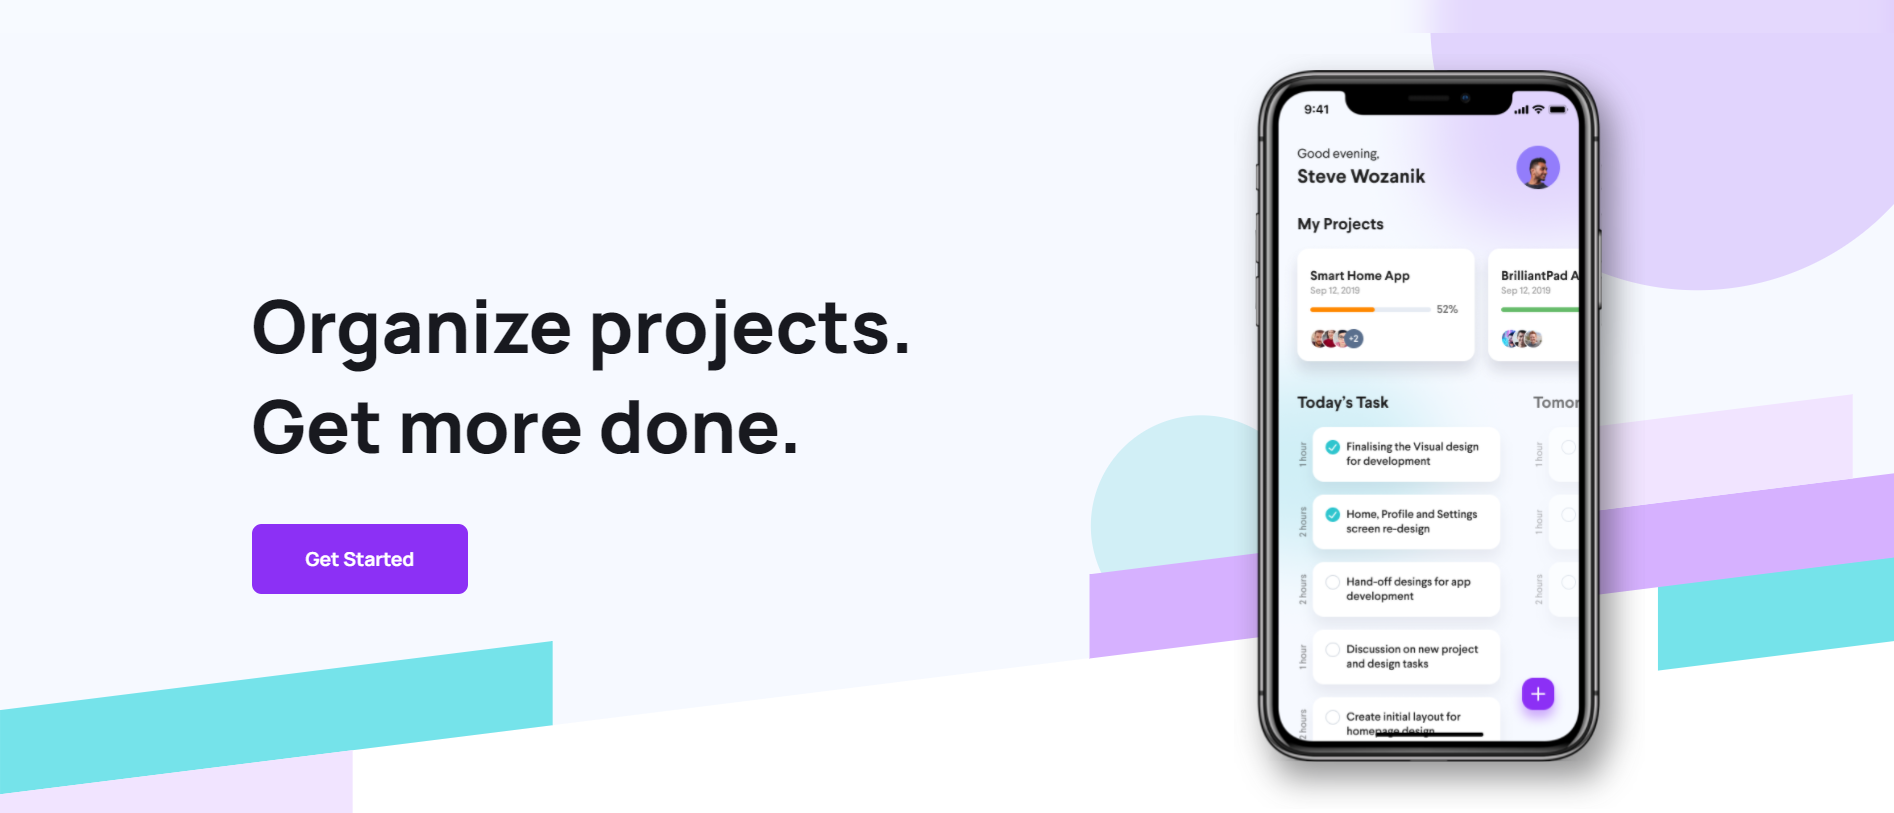 Organize projects.
Get more done.
Get Started
9:41
Good evening,
Steve Wozanik
My Projects
Smart Home App
Sep 12, 2019
52%
+2
BrilliantPad A
Sep 12, 2019
Today's Task
Tomor
1 hour
Finalising the Visual design
for development
1 hour
2 hours
Home, Profile and Settings
screen re-design
1 hour
2 hours
Hand-off desings for app
development
2 hours
1 hour
Discussion on new project
and design tasks
2 hours
Create initial layout for
homepage design